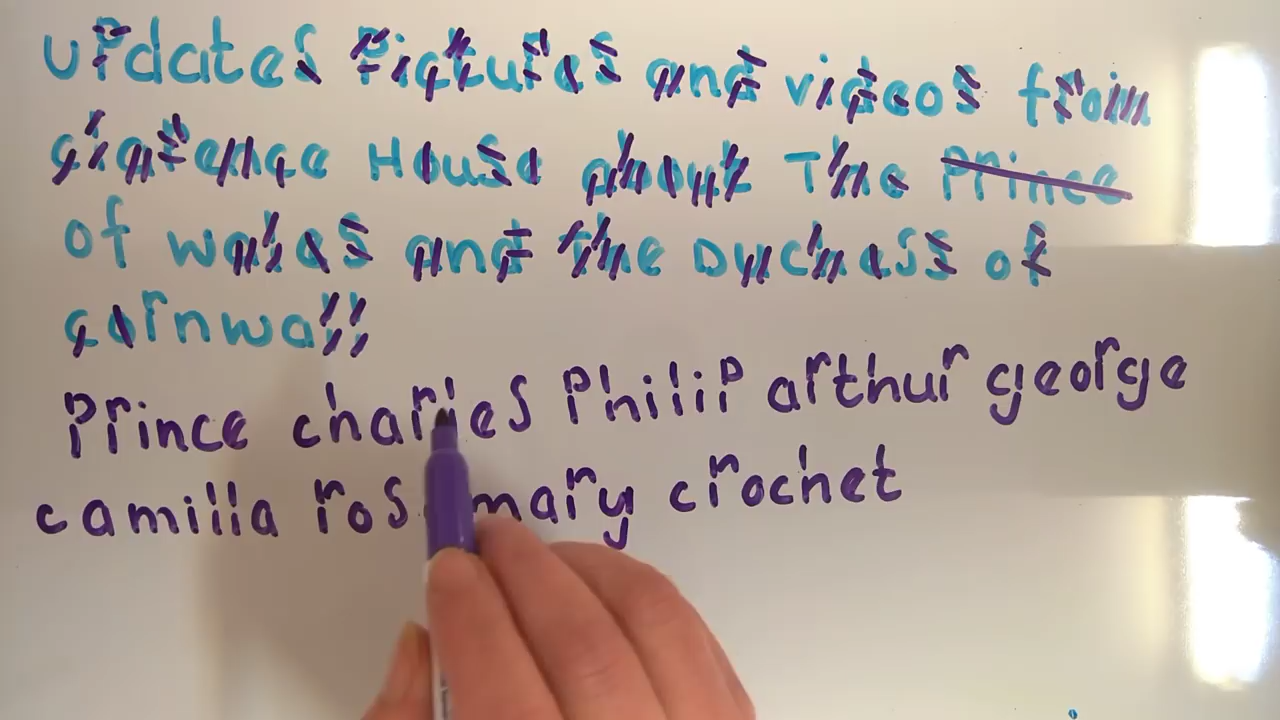 updates Pictures and videos from
clarence House about The Prince
of wales and the Duchess of
cornwall
Prince charles Philip arthur george
camilla rosemary crochet